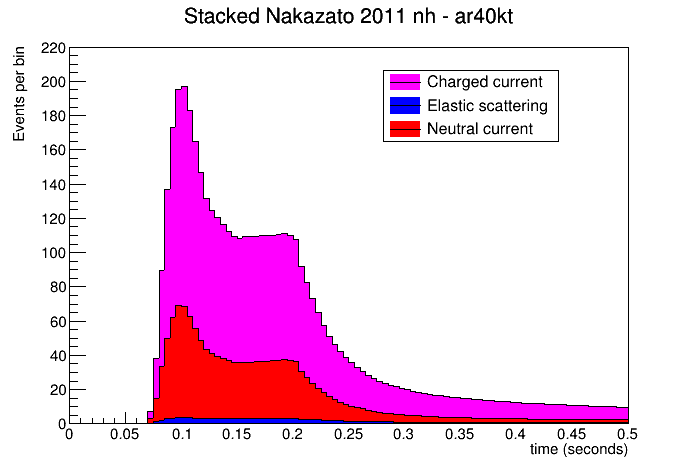 Stacked Nakazato 2011 nh - ar40kt
Events per bin
220
200
180
160
140
120
100
80
60
40
20
0
Charged current
Elastic scattering
Neutral current
0 0.05 0.1 0.15 0.2 0.25 0.3 0.35 0.4 0.45 0.5
time (seconds)